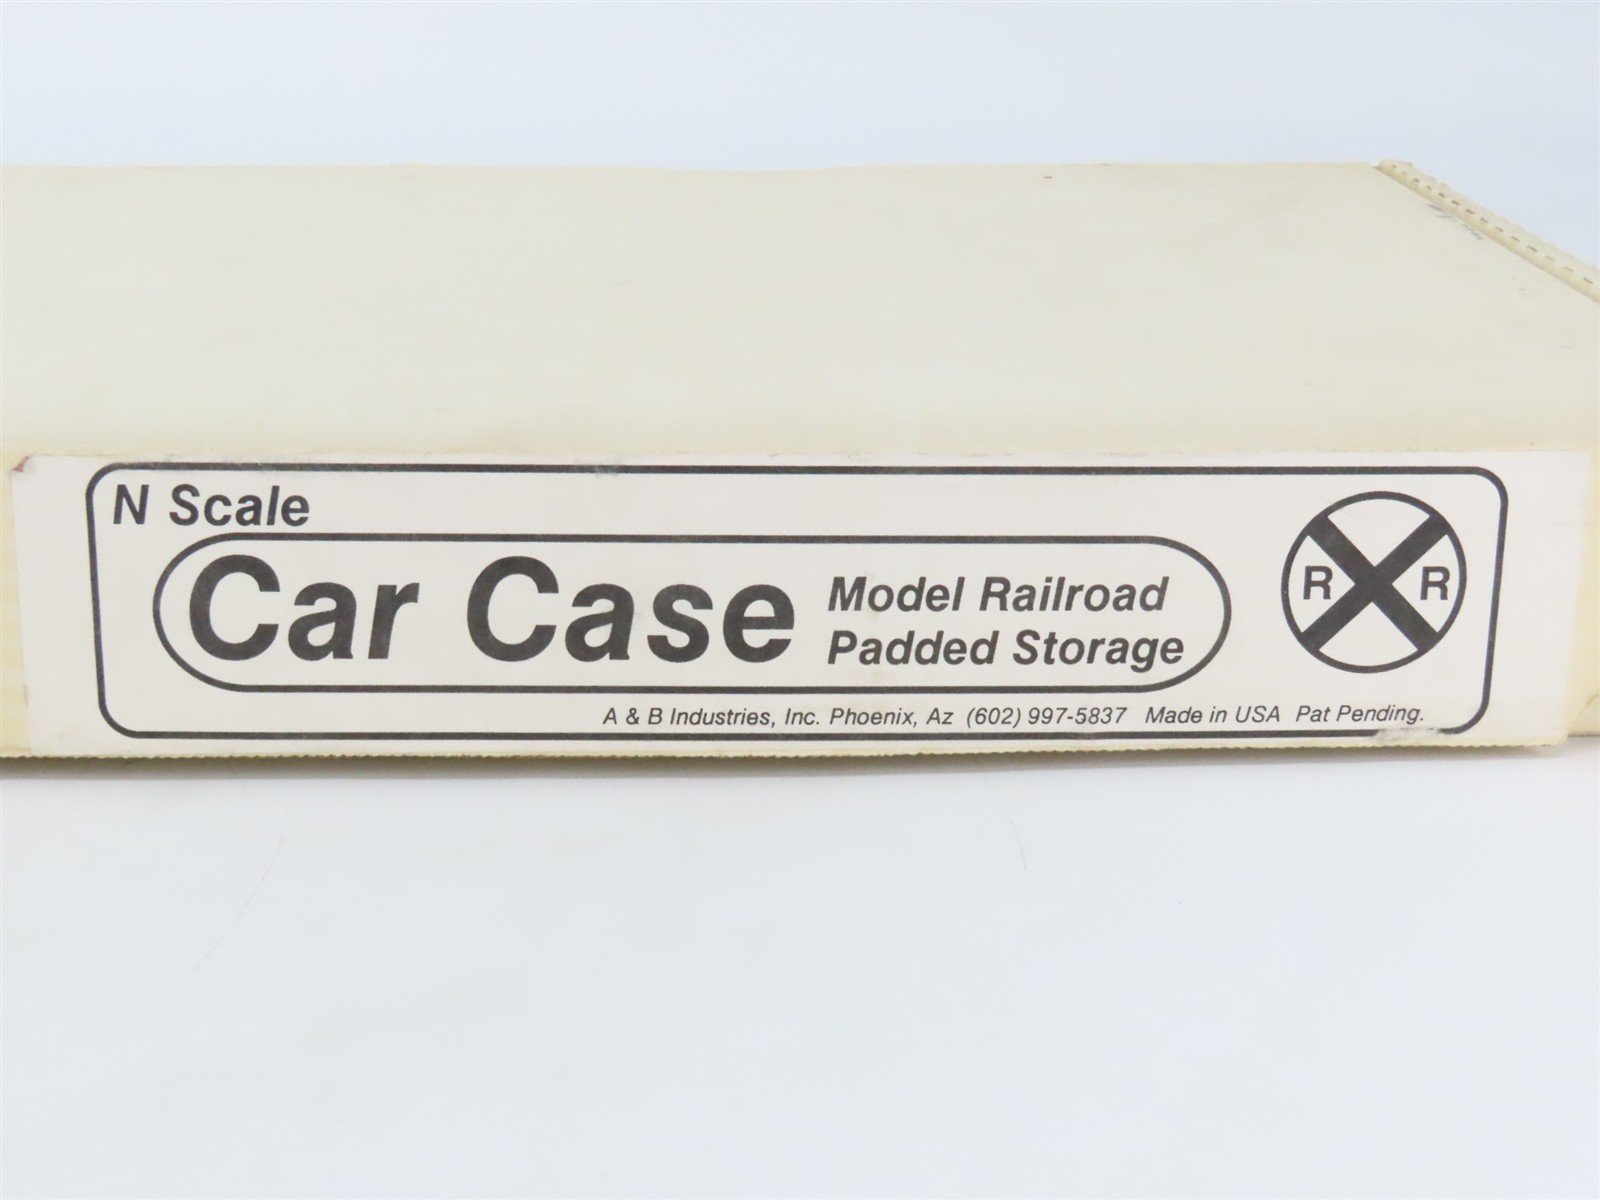 N Scale
Car Case
Model Railroad
Padded Storage
R R
A & B Industries, Inc. Phoenix, Az (602) 997-5837 Made in USA Pat Pending.